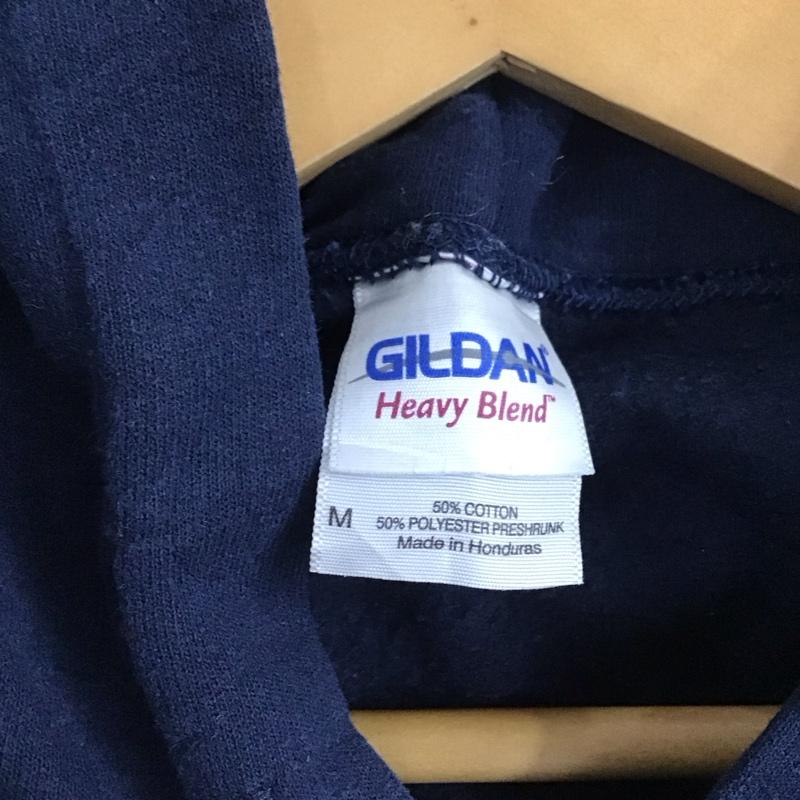 GILDAN®
Heavy Blend™
M
50% COTTON
50% POLYESTER PRESHRUNK
Made in Honduras